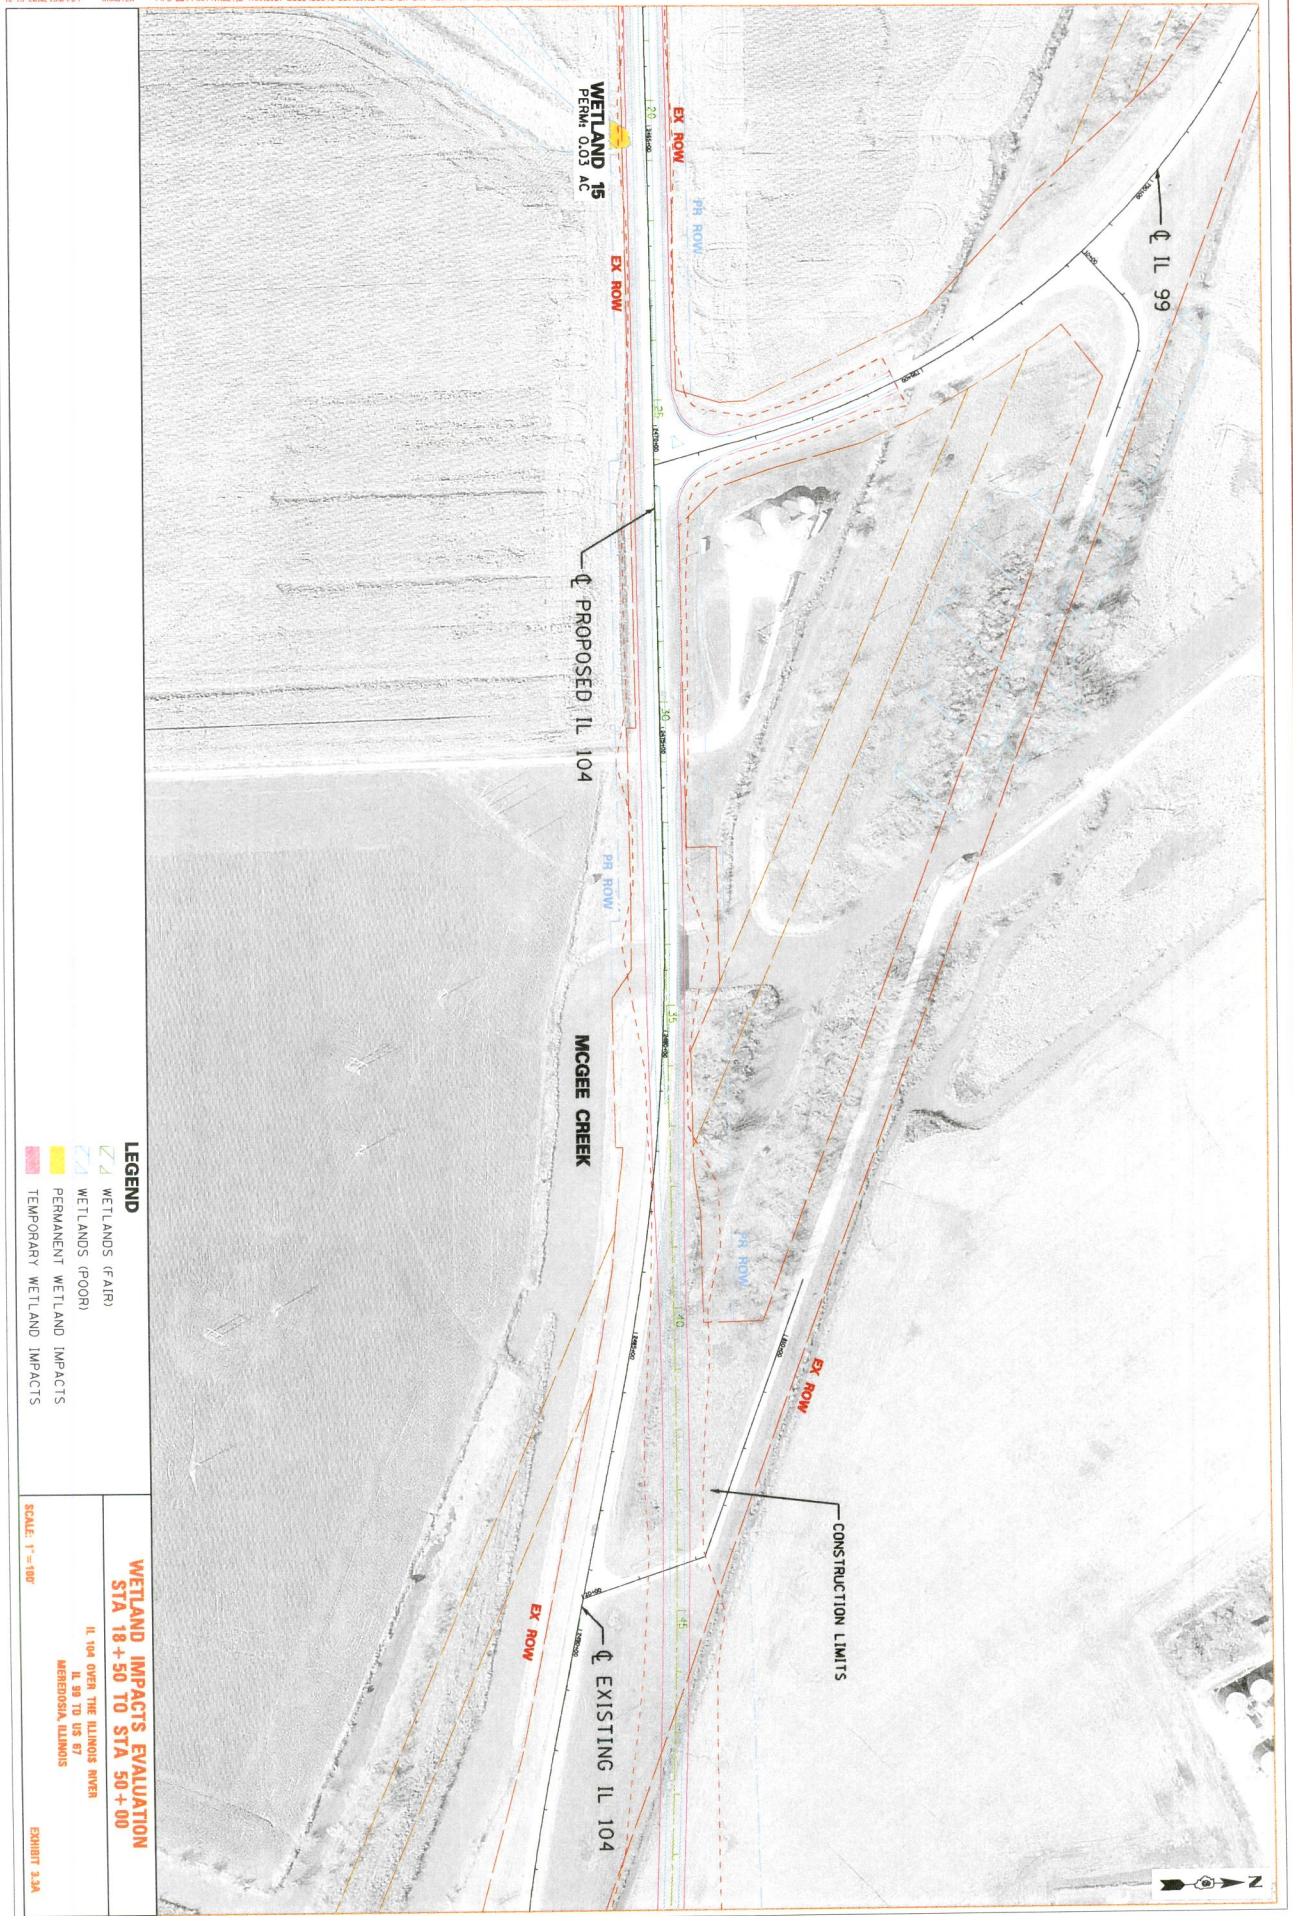 WETLAND 15
PERM: 0.03 AC
EX ROW
PR ROW
EX ROW
℄ IL 99
℄ PROPOSED IL 104
PR ROW
MCGEE CREEK
PR ROW
EX ROW
CONSTRUCTION LIMITS
EX ROW
℄ EXISTING IL 104
20
25
30
35
40
45
N
LEGEND
WETLANDS (FAIR)
WETLANDS (POOR)
PERMANENT WETLAND IMPACTS
TEMPORARY WETLAND IMPACTS
WETLAND IMPACTS EVALUATION
STA 18+50 TO STA 50+00
IL 104 OVER THE ILLINOIS RIVER
IL 99 TO US 67
MEREDOSIA, ILLINOIS
SCALE: 1"=100'
EXHIBIT 3.3A